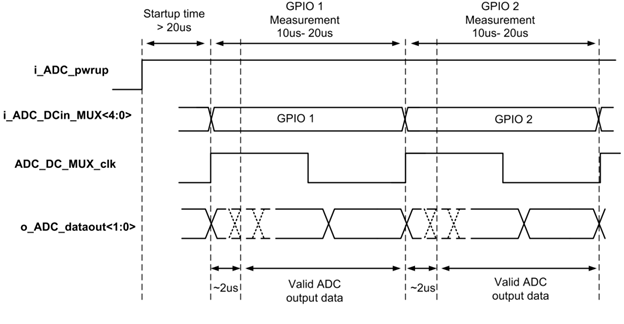 Startup time
> 20us
GPIO 1
Measurement
10us- 20us
GPIO 2
Measurement
10us- 20us
i_ADC_pwrup
i_ADC_DCin_MUX<4:0>
GPIO 1
GPIO 2
ADC_DC_MUX_clk
o_ADC_dataout<1:0>
~2us
Valid ADC
output data
~2us
Valid ADC
output data